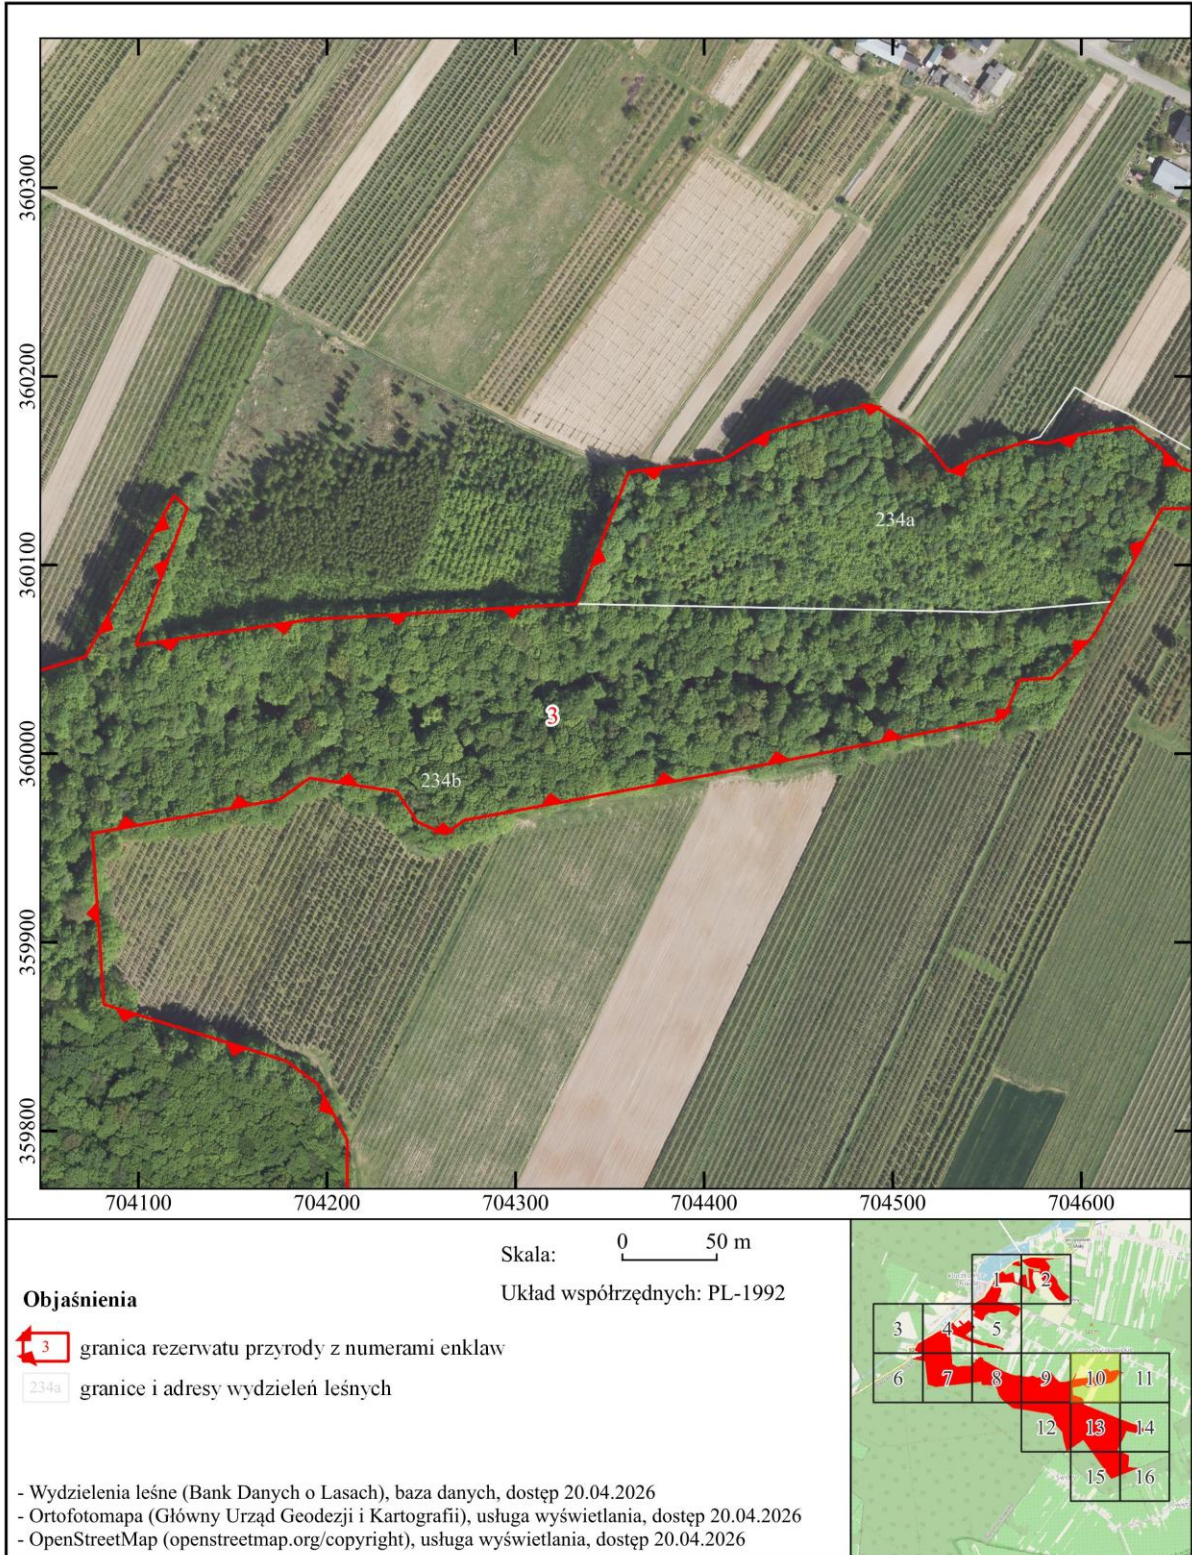 360300
360200
360100
360000
359900
359800
234a
3
234b
704100 704200 704300 704400 704500 704600
Skala: 0 50 m
Układ współrzędnych: PL-1992
Objaśnienia
3 granica rezerwatu przyrody z numerami enklaw
234a granice i adresy wydzieleń leśnych
- Wydzielenia leśne (Bank Danych o Lasach), baza danych, dostęp 20.04.2026
- Ortofotomapa (Główny Urząd Geodezji i Kartografii), usługa wyświetlania, dostęp 20.04.2026
- OpenStreetMap (openstreetmap.org/copyright), usługa wyświetlania, dostęp 20.04.2026
1 2
3 4 5
6 7 8 9 10 11
12 13 14
15 16